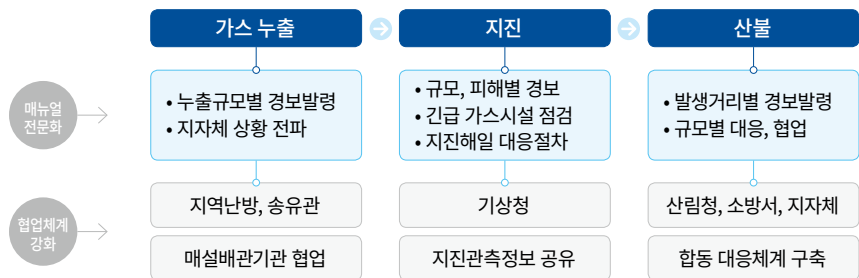 가스 누출
지진
산불
매뉴얼
전문화
• 누출규모별 경보발령
• 지자체 상황 전파
• 규모, 피해별 경보
• 긴급 가스시설 점검
• 지진해일 대응절차
• 발생거리별 경보발령
• 규모별 대응, 협업
협업체계
강화
지역난방, 송유관
기상청
산림청, 소방서, 지자체
매설배관기관 협업
지진관측정보 공유
합동 대응체계 구축